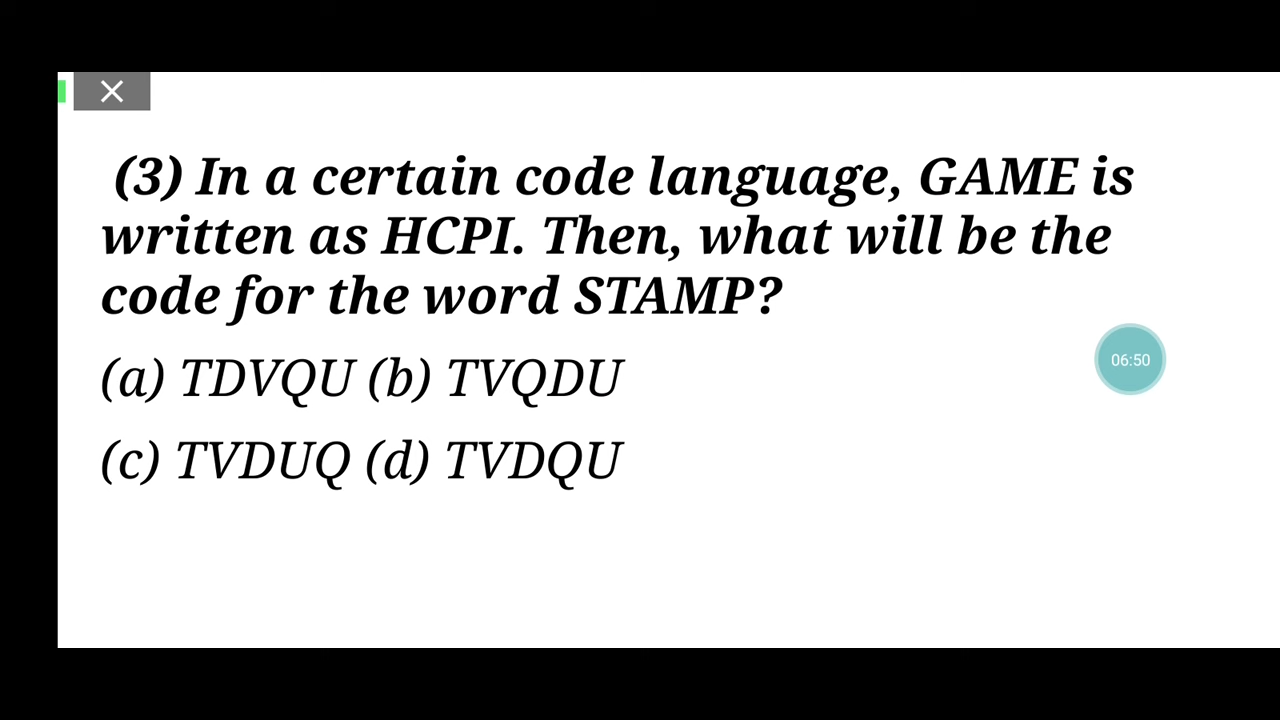 (3) In a certain code language, GAME is
written as HCPI. Then, what will be the
code for the word STAMP?
(a) TDVQU (b) TVQDU
(c) TVDUQ (d) TVDQU
06:50